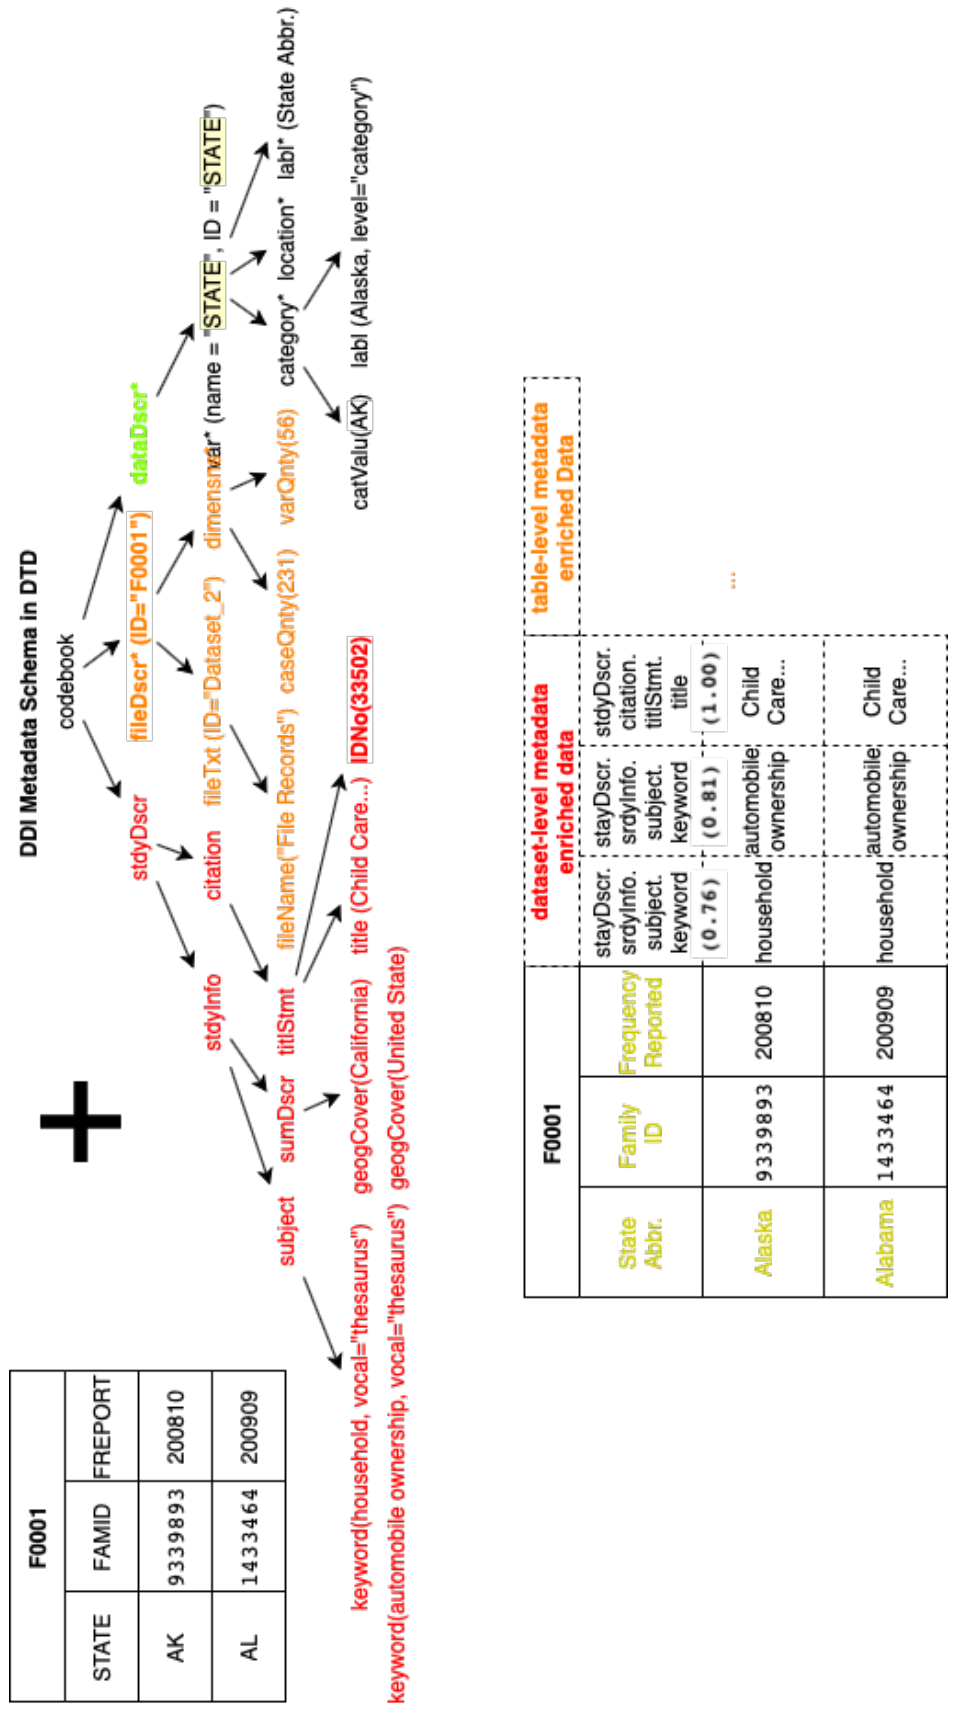 F0001
STATE FAMID FREPORT
AK 9339893 200810
AL 1433464 200909
DDI Metadata Schema in DTD
codebook
stdyDscr fileDscr* (ID="F0001") dataDscr*
stdyInfo citation fileTxt (ID="Dataset_2") dimensns* var* (name = "STATE", ID = "STATE")
subject sumDscr titlStmt fileName("File Records") caseQnty(231) varQnty(56) category* location* labl* (State Abbr.)
keyword(household, vocal="thesaurus") geogCover(California) title (Child Care...) IDNo(33502) catValu(AK) labl (Alaska, level="category")
keyword(automobile ownership, vocal="thesaurus") geogCover(United State)
F0001
dataset-level metadata
enriched data
table-level metadata
enriched Data
State
Abbr.
Family
ID
Frequency
Reported
stayDscr.
srdyInfo.
subject.
keyword
(0.76)
stayDscr.
srdyInfo.
subject.
keyword
(0.81)
stdyDscr.
citation.
titlStmt.
title
(1.00)
Alaska 9339893 200810 household
automobile
ownership
Child
Care...
...
Alabama 1433464 200909 household
automobile
ownership
Child
Care...